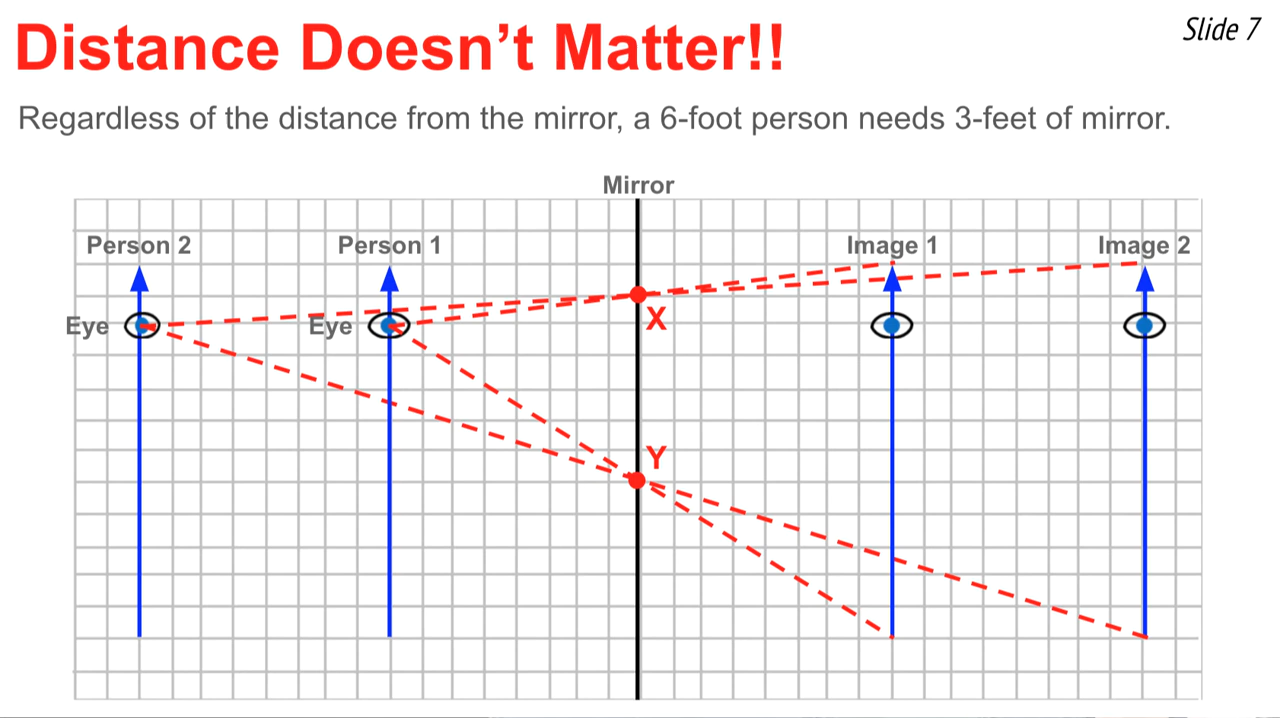 Distance Doesn't Matter!!
Slide 7
Regardless of the distance from the mirror, a 6-foot person needs 3-feet of mirror.
Mirror
Person 2
Person 1
Image 1
Image 2
Eye
Eye
X
Y